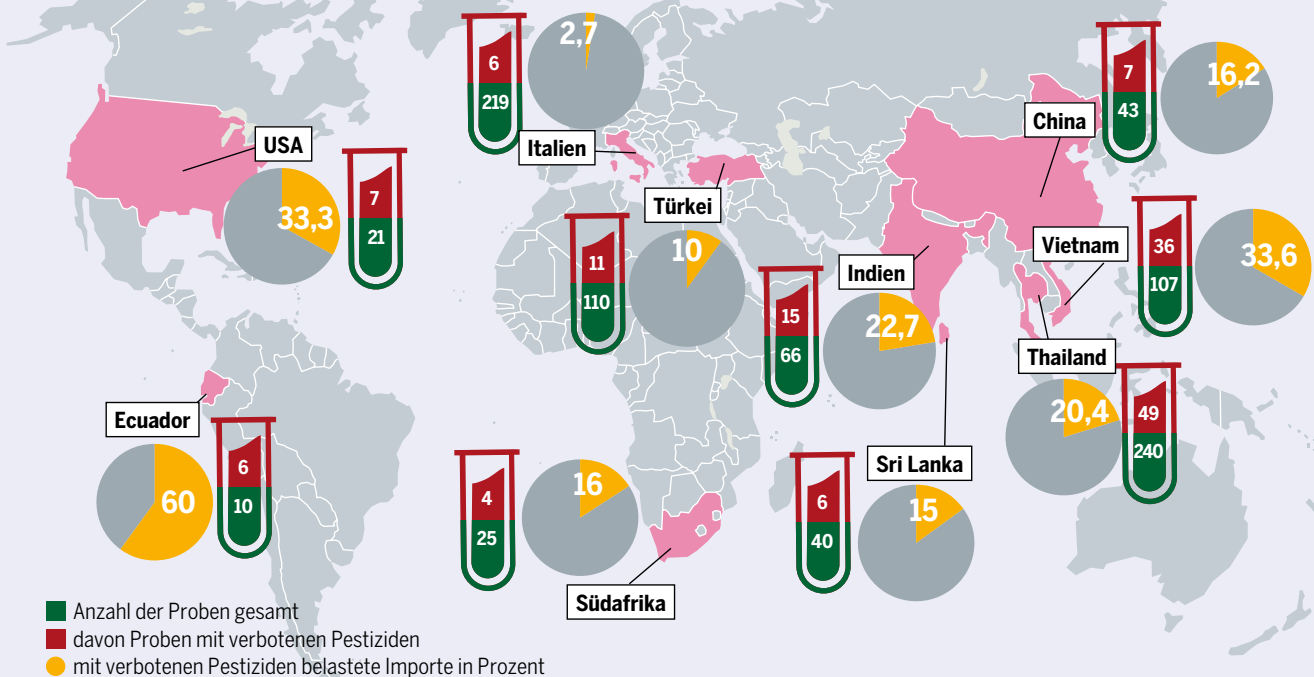 USA
33,3
7
21
2,7
6
219
Italien
Türkei
11
110
10
China
7
43
16,2
Vietnam
36
107
33,6
Indien
15
66
22,7
Thailand
20,4
49
240
Ecuador
60
6
10
4
25
16
Südafrika
Sri Lanka
6
40
15
Anzahl der Proben gesamt
davon Proben mit verbotenen Pestiziden
mit verbotenen Pestiziden belastete Importe in Prozent